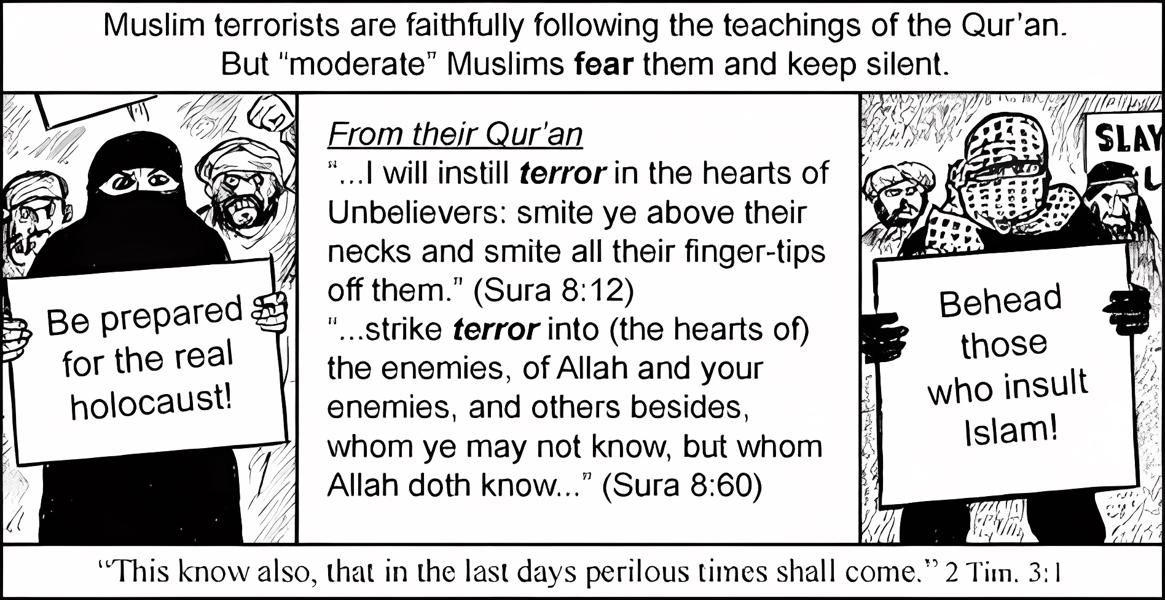 Muslim terrorists are faithfully following the teachings of the Qur'an.
But "moderate" Muslims fear them and keep silent.
Be prepared
for the real
holocaust!
From their Qur'an
"...I will instill terror in the hearts of
Unbelievers: smite ye above their
necks and smite all their finger-tips
off them." (Sura 8:12)
"...strike terror into (the hearts of)
the enemies, of Allah and your
enemies, and others besides,
whom ye may not know, but whom
Allah doth know..." (Sura 8:60)
SLAY
Behead
those
who insult
Islam!
"This know also, that in the last days perilous times shall come." 2 Tim. 3:1